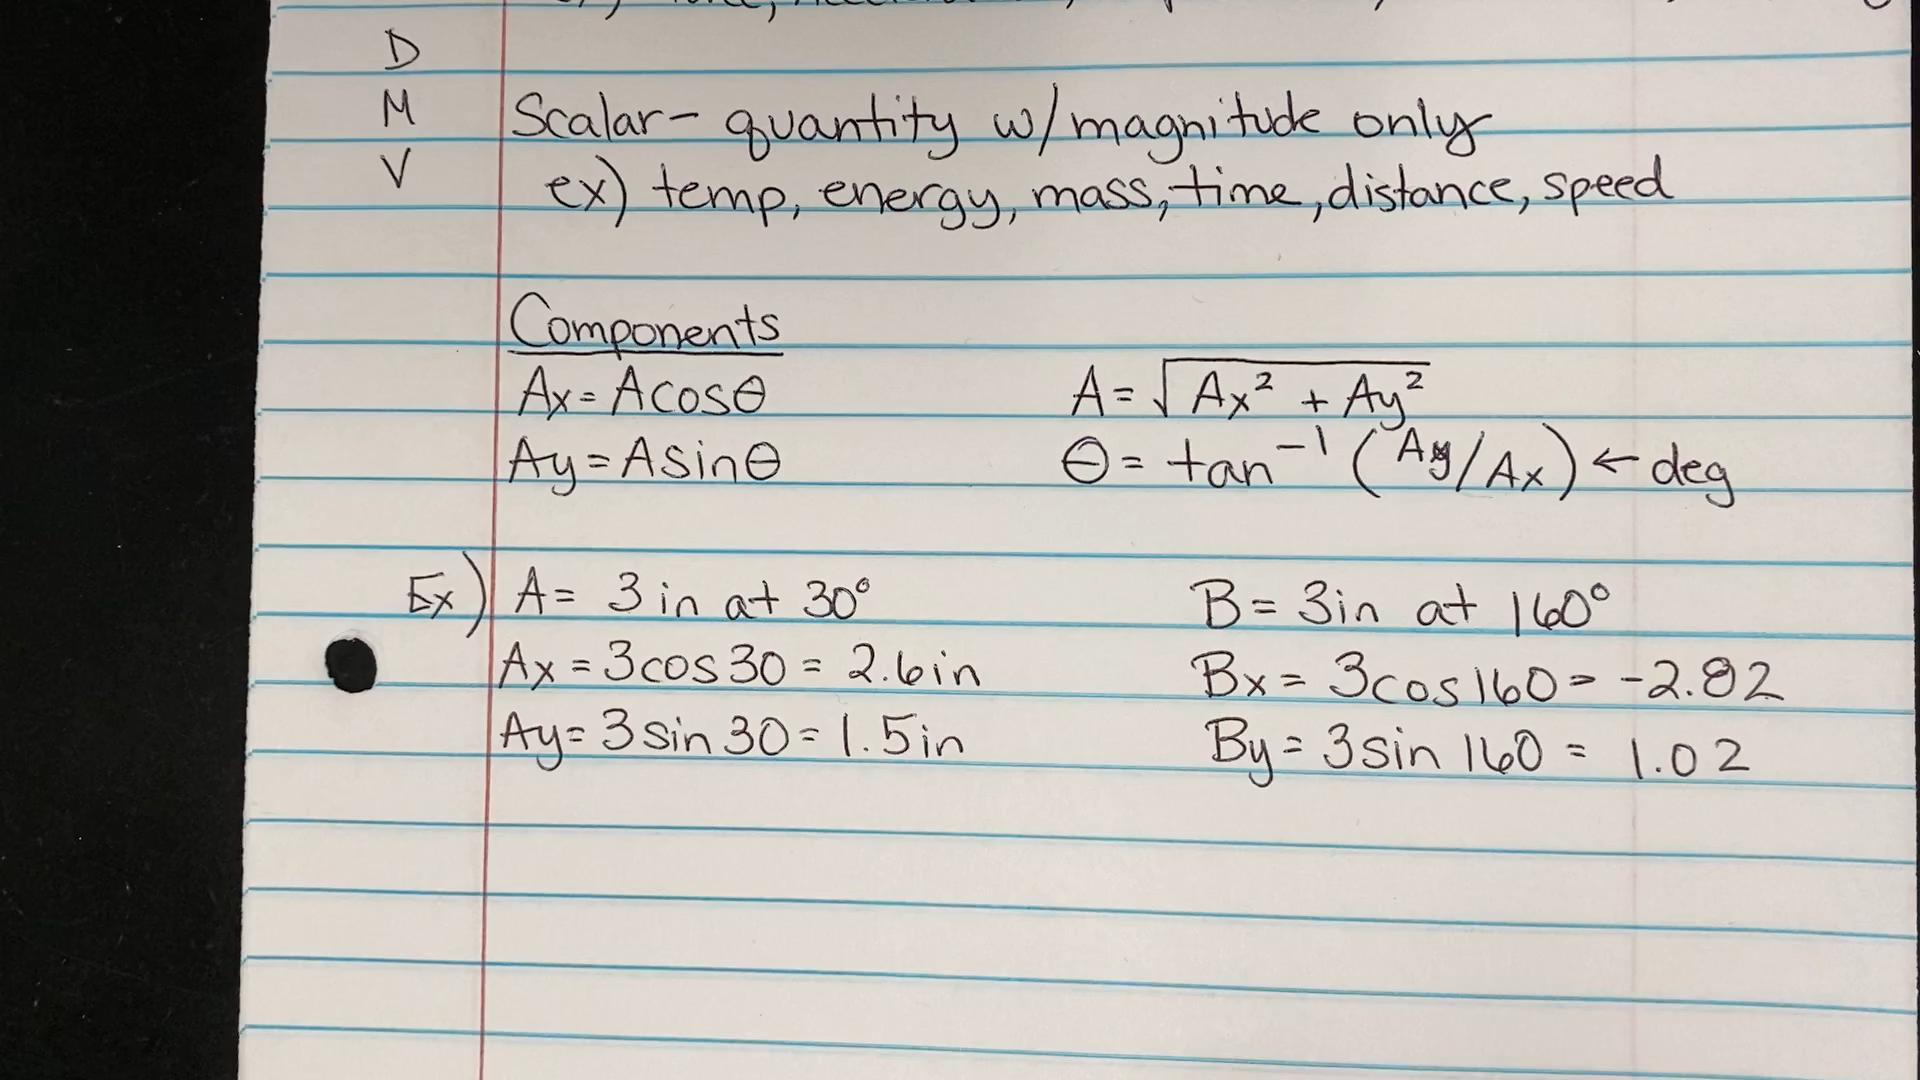 D
M
V
Scalar- quantity w/magnitude only
ex) temp, energy, mass, time, distance, speed
Components
Ax = Acosθ
Ay = Asinθ
A = √Ax² + Ay²
θ = tan⁻¹ (Ay/Ax) ← deg
Ex) A = 3 in at 30°
Ax = 3cos30 = 2.6in
Ay = 3sin30 = 1.5in
B = 3in at 160°
Bx = 3cos160 = -2.82
By = 3sin 160 = 1.02